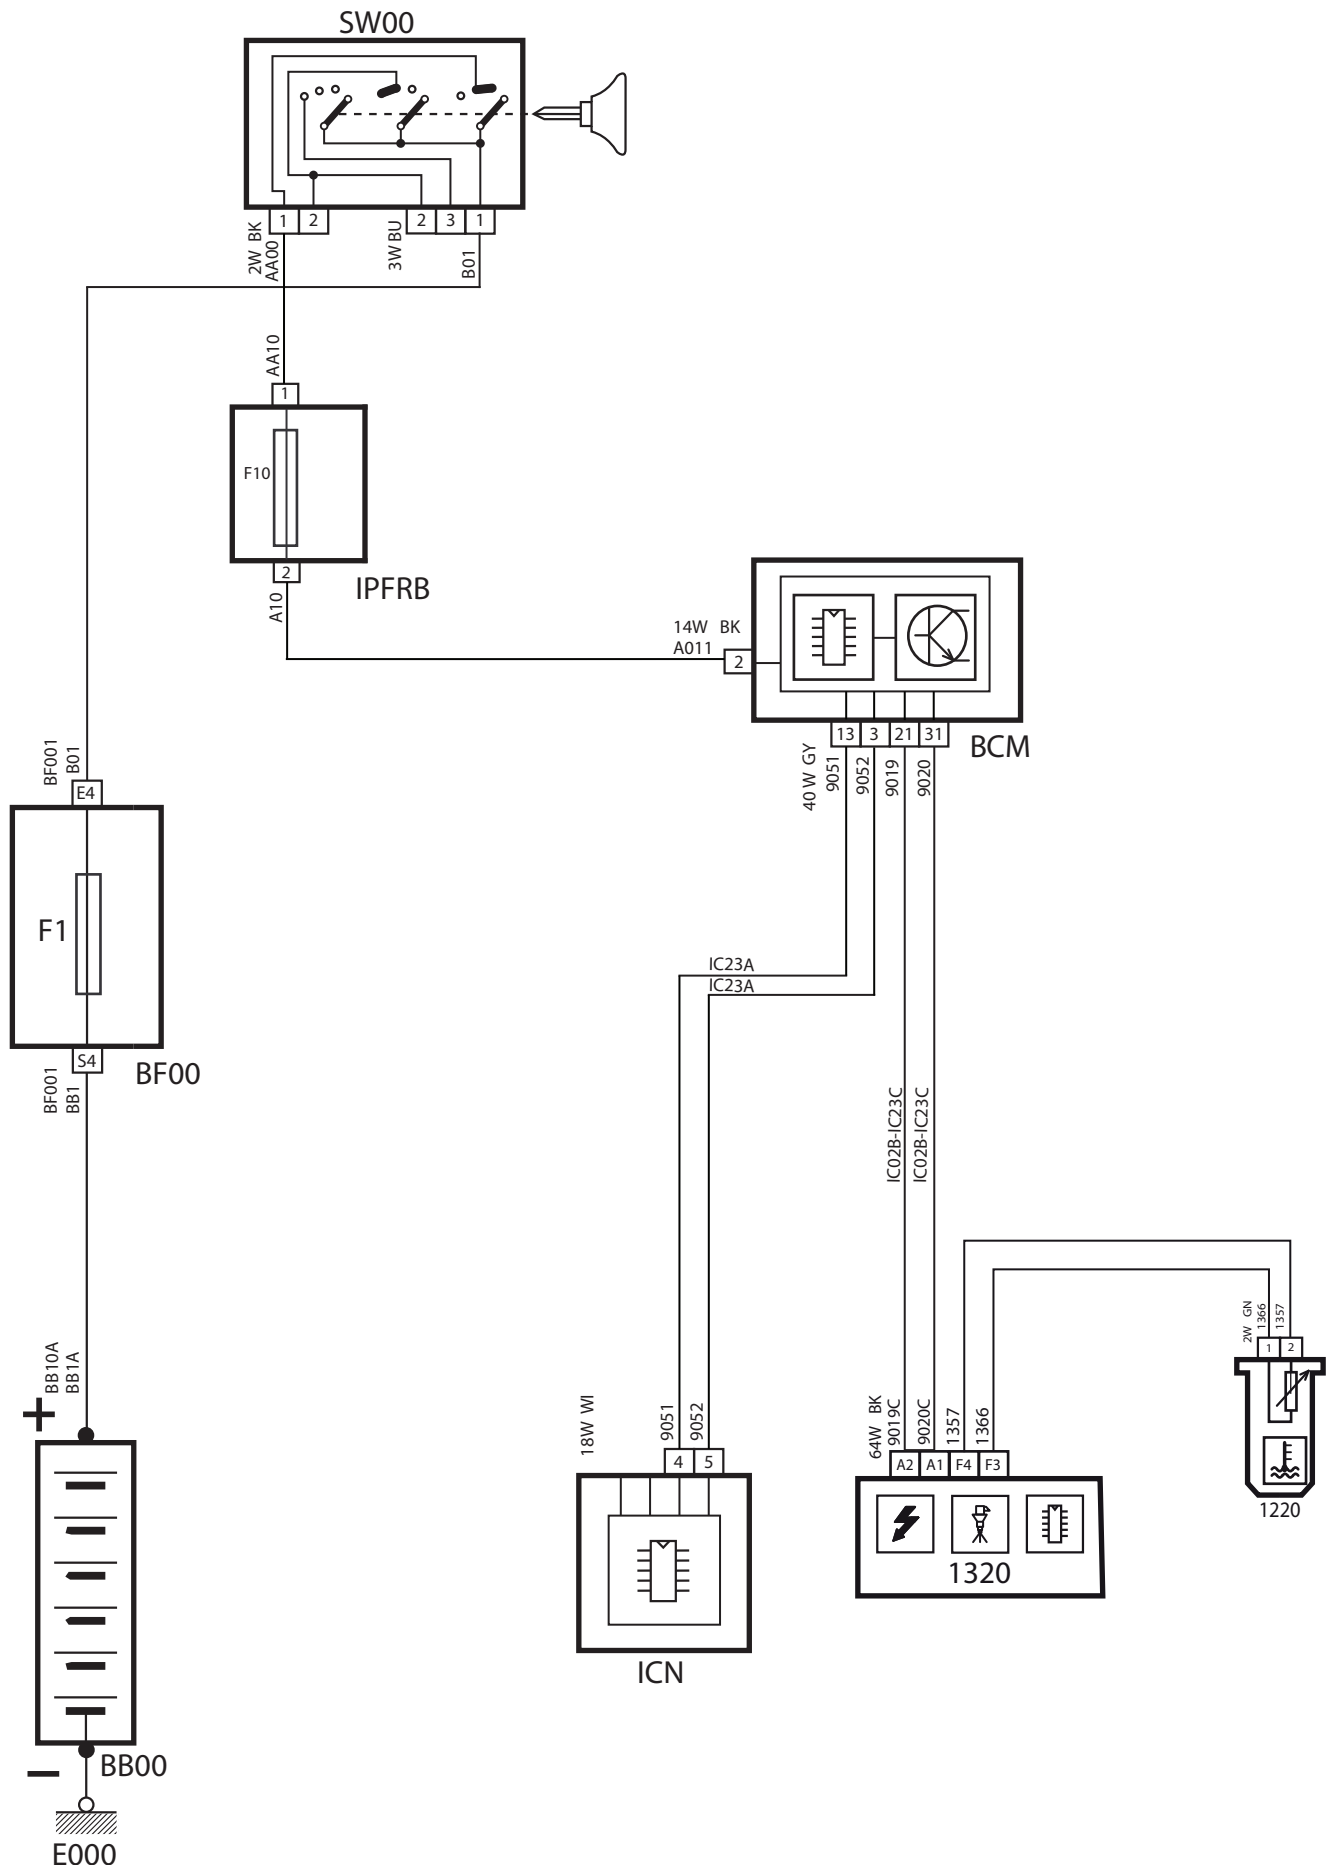 SW00
1
2
2
3
1
2W BK
AA00
3W BU
B01
AA10
1
F10
2
IPFRB
A10
14W BK
A011
2
13
3
21
31
BCM
40 W GY
9051
9052
9019
9020
BF001
B01
E4
F1
S4
BF00
BF001
BB1
IC23A
IC23A
IC02B-IC23C
IC02B-IC23C
BB10A
BB1A
+
BB00
−
E000
18W WI
9051
9052
4
5
ICN
64W BK
9019C
9020C
1357
1366
A2
A1
F4
F3
1320
2W GN
1366
1357
1
2
1220